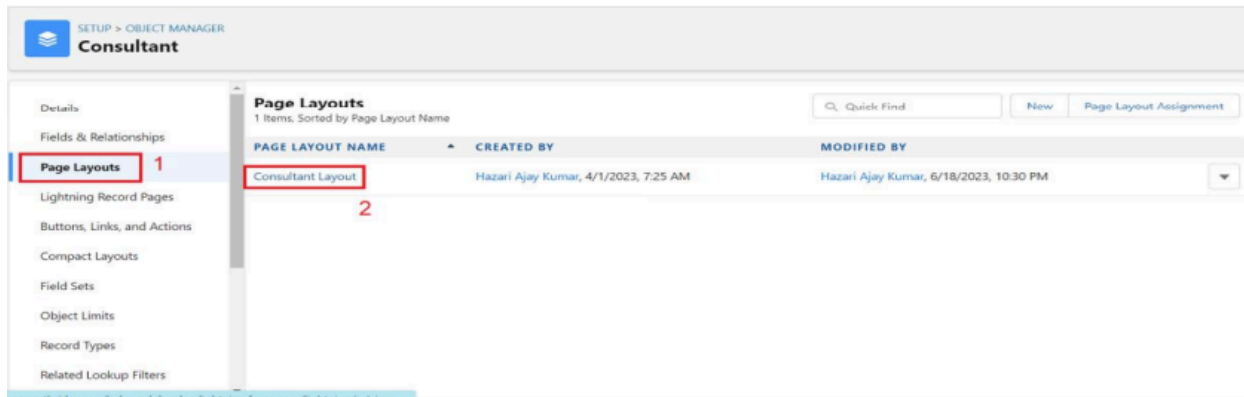 SETUP > OBJECT MANAGER
Consultant
Details
Fields & Relationships
Page Layouts
1
Lightning Record Pages
Buttons, Links, and Actions
Compact Layouts
Field Sets
Object Limits
Record Types
Related Lookup Filters
Page Layouts
1 Items, Sorted by Page Layout Name
Quick Find
New
Page Layout Assignment
PAGE LAYOUT NAME CREATED BY MODIFIED BY
Consultant Layout Hazari Ajay Kumar, 4/1/2023, 7:25 AM Hazari Ajay Kumar, 6/18/2023, 10:30 PM
2